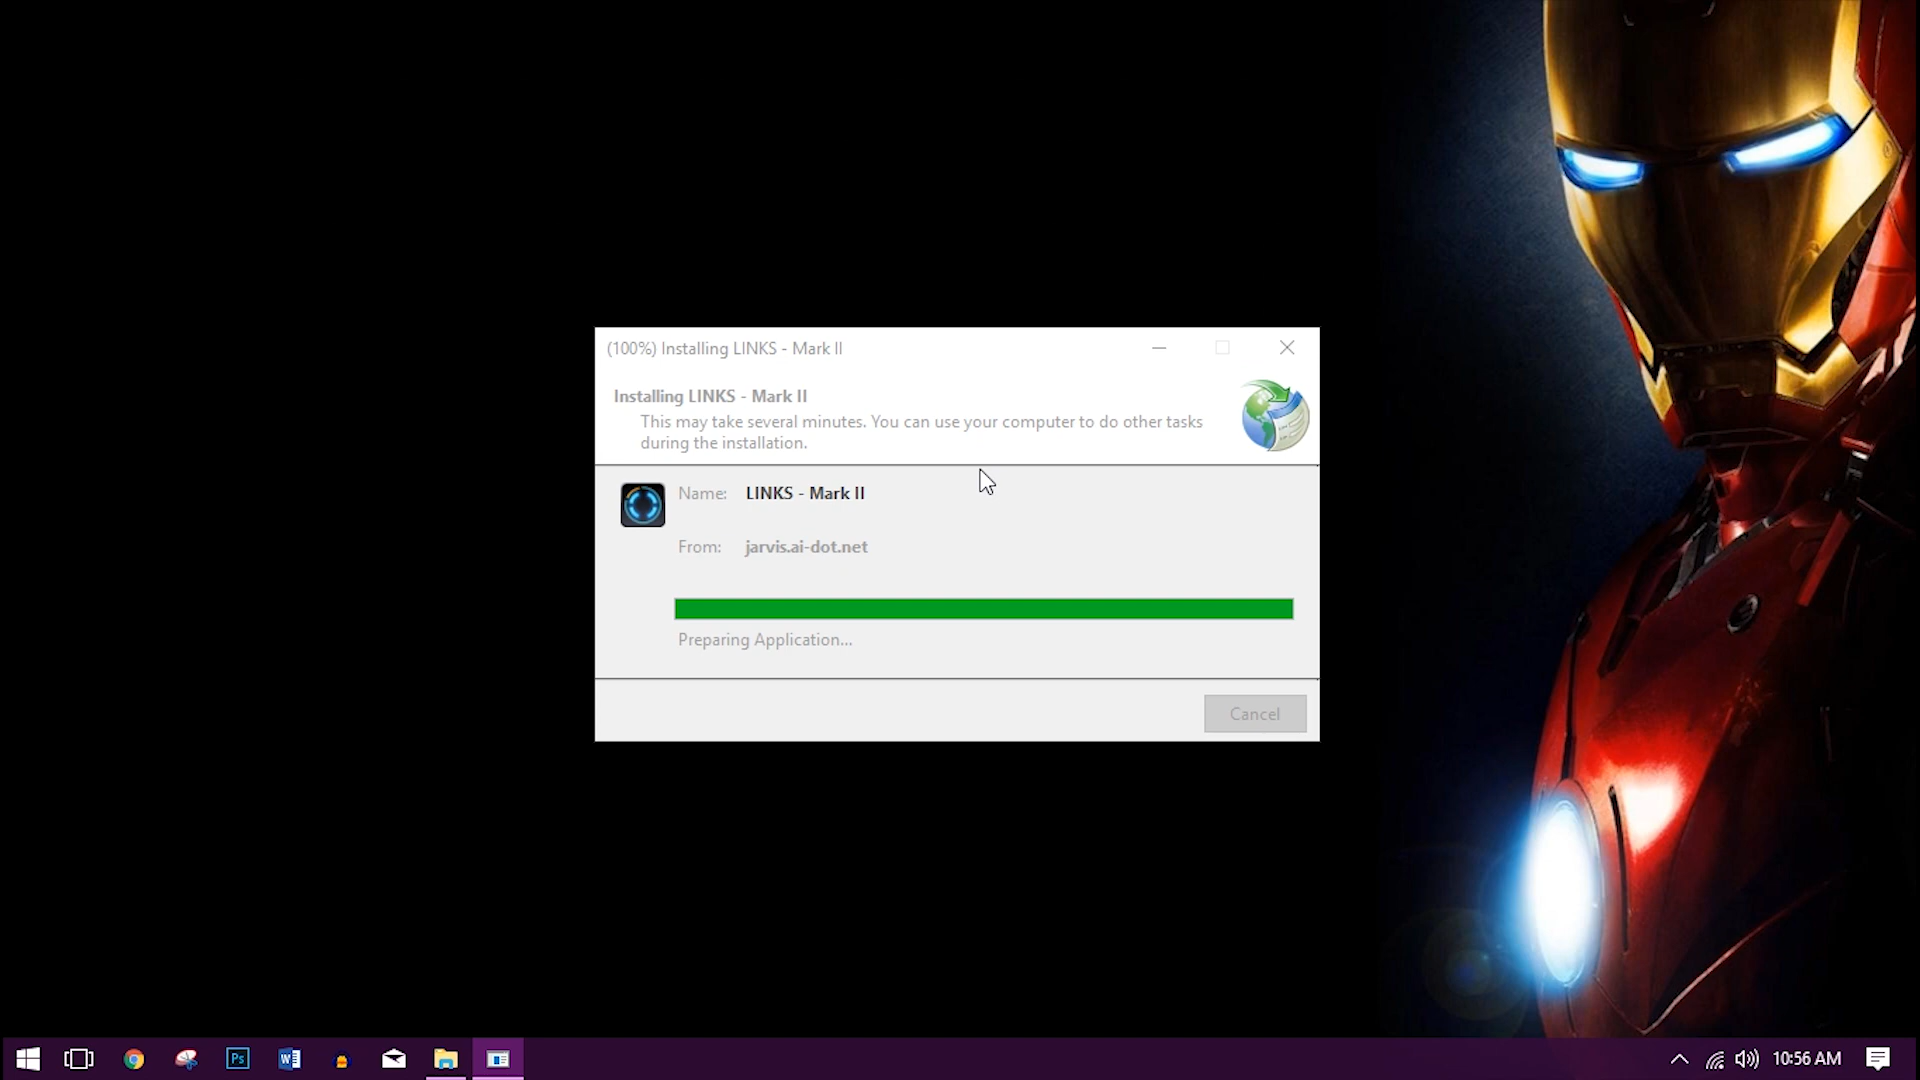 (100%) Installing LINKS - Mark II
Installing LINKS - Mark II
This may take several minutes. You can use your computer to do other tasks
during the installation.
Name: LINKS - Mark II
From: jarvis.ai-dot.net
Preparing Application...
Cancel
Ps
10:56 AM